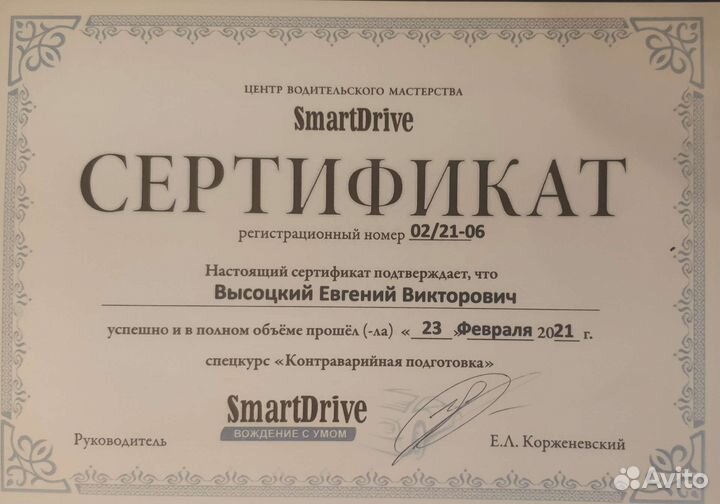 ЦЕНТР ВОДИТЕЛЬСКОГО МАСТЕРСТВА
SmartDrive
СЕРТИФИКАТ
регистрационный номер 02/21-06
Настоящий сертификат подтверждает, что
Высоцкий Евгений Викторович
успешно и в полном объёме прошёл (-ла) « 23 » Февраля 2021 г.
спецкурс «Контраварийная подготовка»
SmartDrive
ВОЖДЕНИЕ С УМОМ
Руководитель Е.Л. Корженевский
Avito